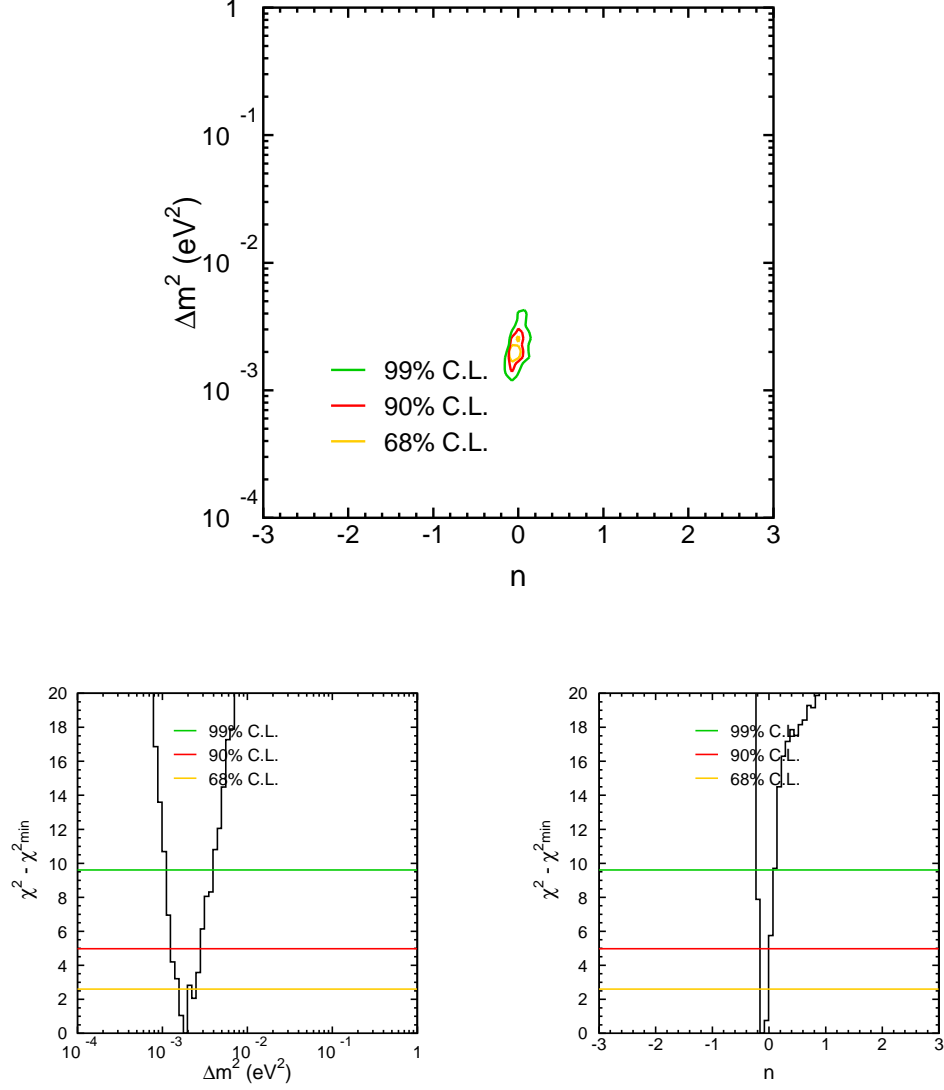 1
10 -1
10 -2
10 -3
10 -4
Δm² (eV²)
99% C.L.
90% C.L.
68% C.L.
-3 -2 -1 0 1 2 3
n
20
18
16
14
12
10
8
6
4
2
0
χ² - χ²min
99% C.L.
90% C.L.
68% C.L.
10 -4 10 -3 10 -2 10 -1 1
Δm² (eV²)
20
18
16
14
12
10
8
6
4
2
0
χ² - χ²min
99% C.L.
90% C.L.
68% C.L.
-3 -2 -1 0 1 2 3
n